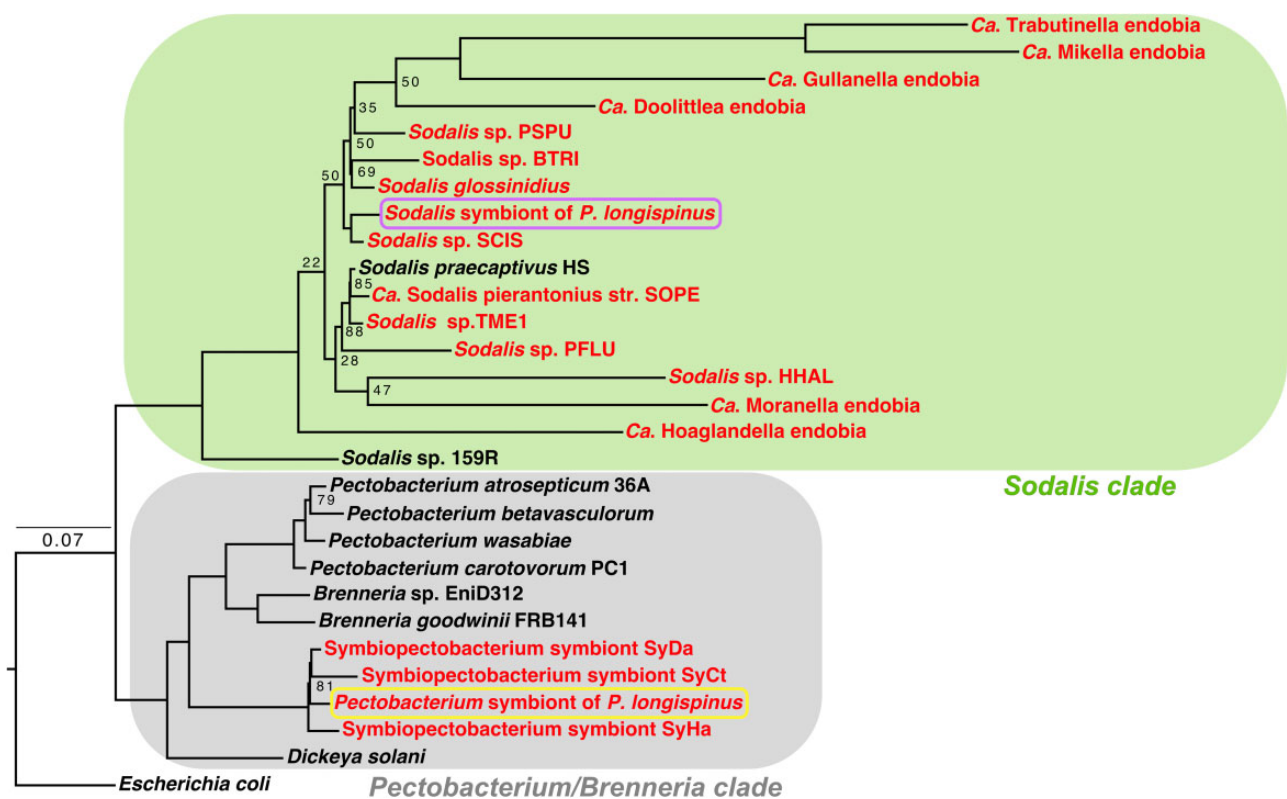 Ca. Trabutinella endobia
Ca. Mikella endobia
50
Ca. Gullanella endobia
Ca. Doolittlea endobia
35
Sodalis sp. PSPU
50
Sodalis sp. BTRI
50
69
Sodalis glossinidius
Sodalis symbiont of P. longispinus
Sodalis sp. SCIS
22
Sodalis praecaptivus HS
85
Ca. Sodalis pierantonius str. SOPE
Sodalis sp.TME1
88
Sodalis sp. PFLU
28
Sodalis sp. HHAL
47
Ca. Moranella endobia
Ca. Hoaglandella endobia
Sodalis sp. 159R
Sodalis clade
Pectobacterium atrosepticum 36A
79
Pectobacterium betavasculorum
0.07
Pectobacterium wasabiae
Pectobacterium carotovorum PC1
Brenneria sp. EniD312
Brenneria goodwinii FRB141
Symbiopectobacterium symbiont SyDa
Symbiopectobacterium symbiont SyCt
81
Pectobacterium symbiont of P. longispinus
Symbiopectobacterium symbiont SyHa
Dickeya solani
Escherichia coli
Pectobacterium/Brenneria clade